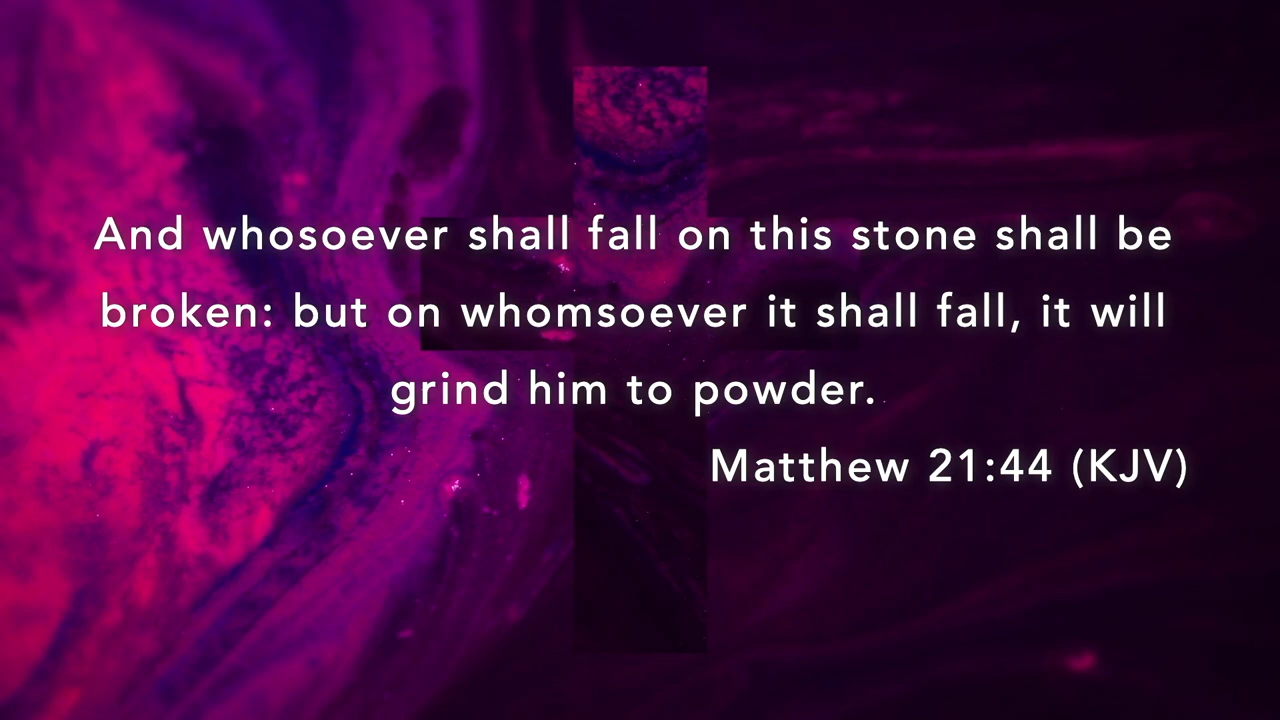 And whosoever shall fall on this stone shall be
broken: but on whomsoever it shall fall, it will
grind him to powder.
Matthew 21:44 (KJV)